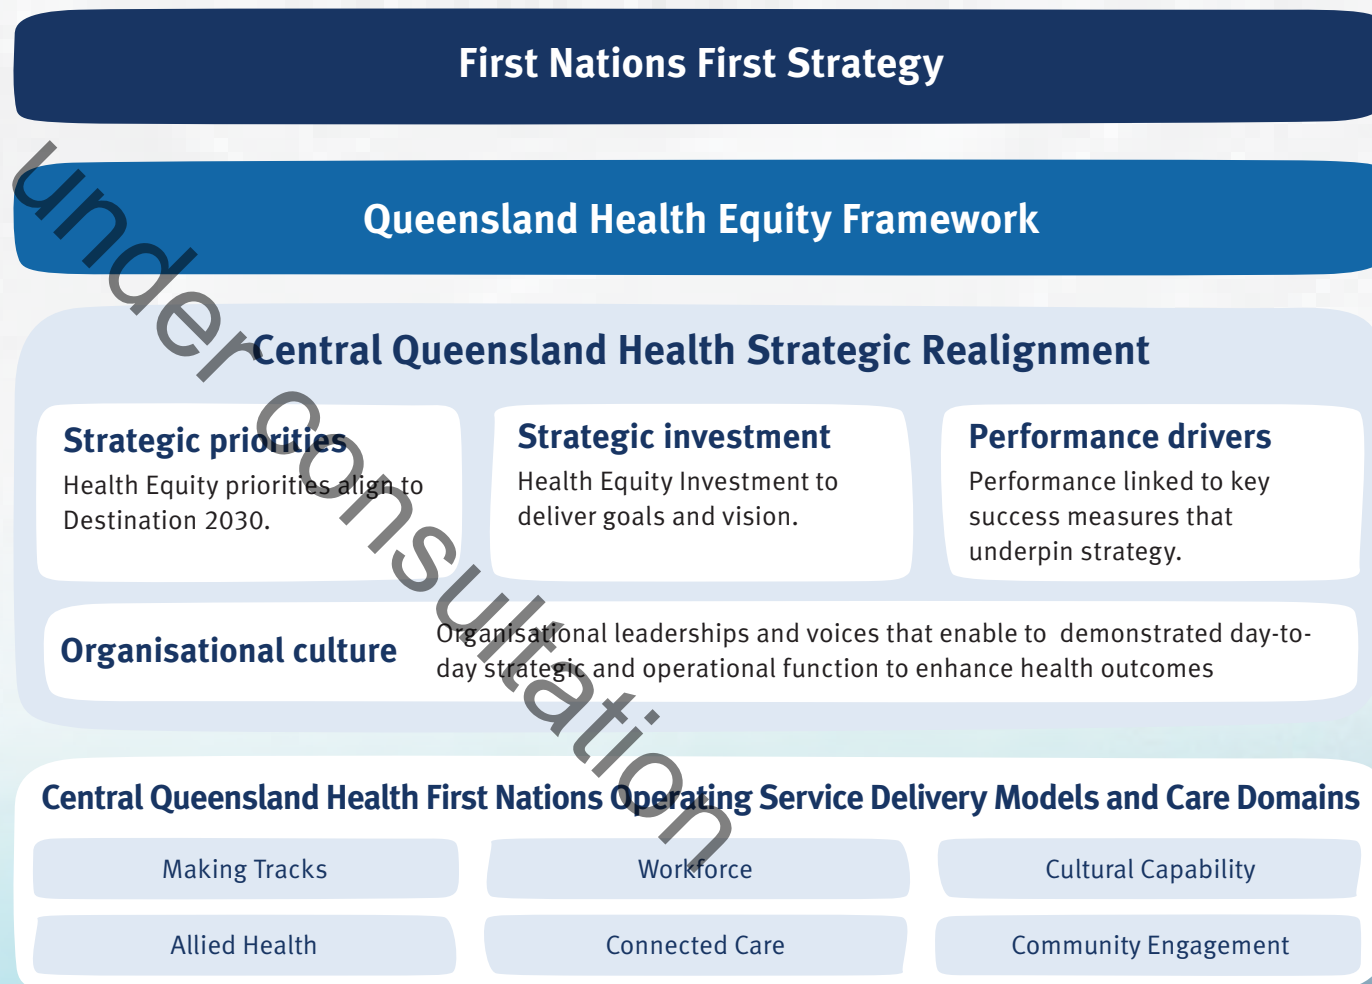 First Nations First Strategy
Queensland Health Equity Framework
Central Queensland Health Strategic Realignment
Strategic priorities
Health Equity priorities align to
Destination 2030.
Strategic investment
Health Equity Investment to
deliver goals and vision.
Performance drivers
Performance linked to key
success measures that
underpin strategy.
Organisational culture
Organisational leaderships and voices that enable to  demonstrated day-to-
day strategic and operational function to enhance health outcomes
Central Queensland Health First Nations Operating Service Delivery Models and Care Domains
Making Tracks
Workforce
Cultural Capability
Allied Health
Connected Care
Community Engagement
under consultation